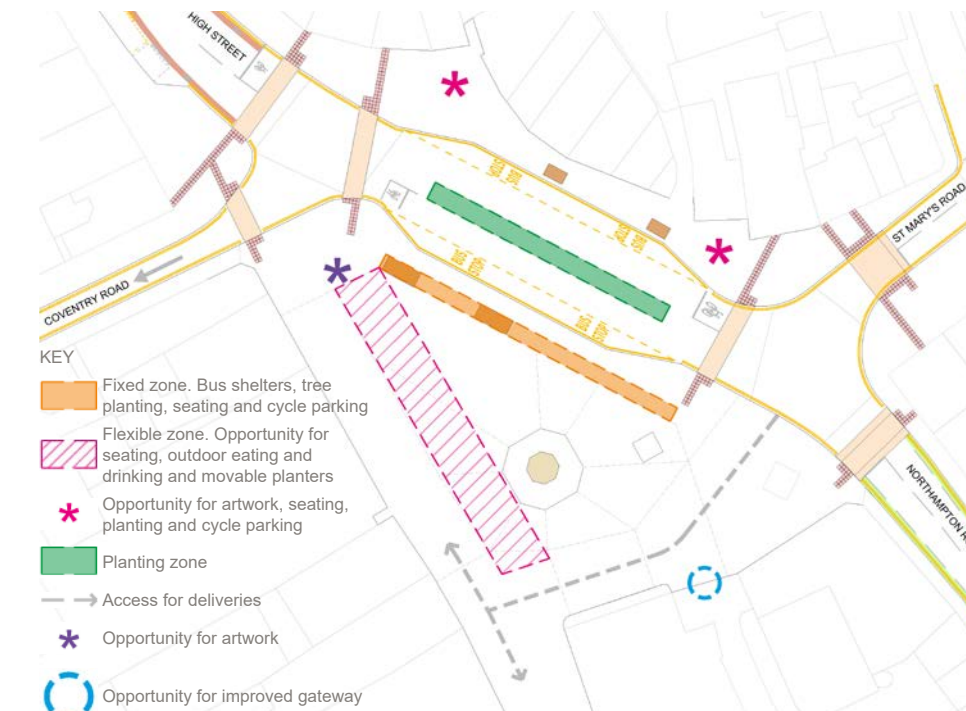 HIGH STREET
BUS STOP
BUS STOP
ST MARY'S ROAD
BUS STOP
COVENTRY ROAD
BUS STOP
NORTHAMPTON R
KEY
Fixed zone. Bus shelters, tree
planting, seating and cycle parking
Flexible zone. Opportunity for
seating, outdoor eating and
drinking and movable planters
Opportunity for artwork, seating,
planting and cycle parking
Planting zone
Access for deliveries
Opportunity for artwork
Opportunity for improved gateway